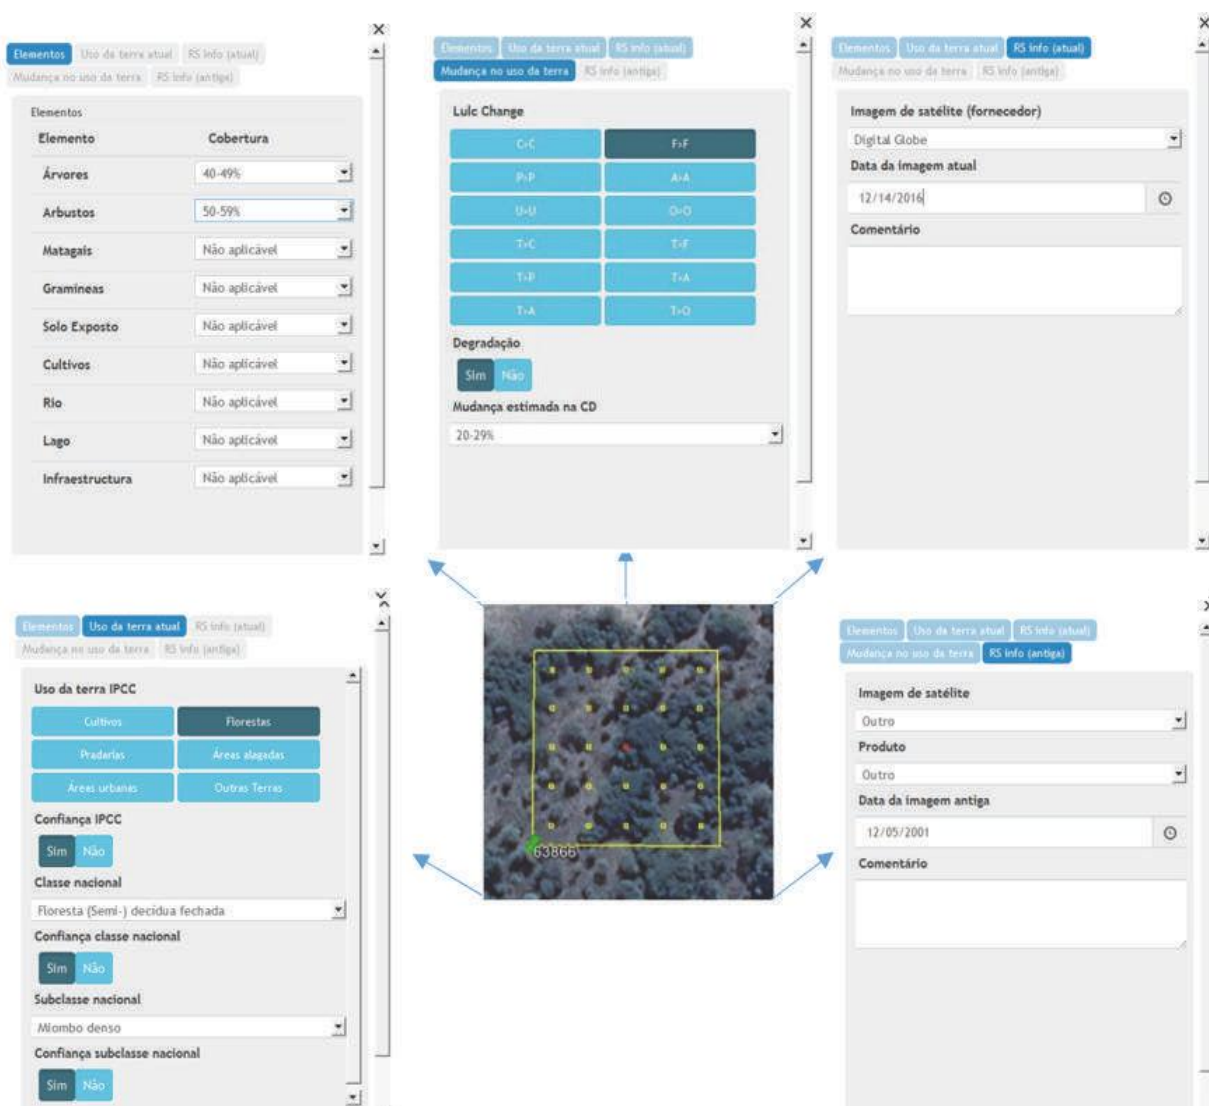 Elementos Uso da terra atual RS info (atual)
Mudança no uso da terra RS info (antiga)
Elementos
Elemento Cobertura
Árvores 40-49%
Arbustos 50-59%
Matagais Não aplicável
Gramineas Não aplicável
Solo Exposto Não aplicável
Cultivos Não aplicável
Rio Não aplicável
Lago Não aplicável
Infraestructura Não aplicável
Elementos Uso da terra atual RS info (atual)
Mudança no uso da terra RS info (antiga)
Lulc Change
C>C F>F
P>P A>A
U>U O>O
T>C T>F
T>P T>A
T>A T>O
Degradação
Sim Não
Mudança estimada na CD
20-29%
Elementos Uso da terra atual RS info (atual)
Mudança no uso da terra RS info (antiga)
Imagem de satélite (fornecedor)
Digital Globe
Data da imagem atual
12/14/2016
Comentário
Elementos Uso da terra atual RS info (atual)
Mudança no uso da terra RS info (antiga)
Uso da terra IPCC
Cultivos Florestas
Pradarias Áreas alagadas
Áreas urbanas Outras Terras
Confiança IPCC
Sim Não
Classe nacional
Floresta (Semi-) decídua fechada
Confiança classe nacional
Sim Não
Subclasse nacional
Miombo denso
Confiança subclasse nacional
Sim Não
63866
Elementos Uso da terra atual RS info (atual)
Mudança no uso da terra RS info (antiga)
Imagem de satélite
Outro
Produto
Outro
Data da imagem antiga
12/05/2001
Comentário